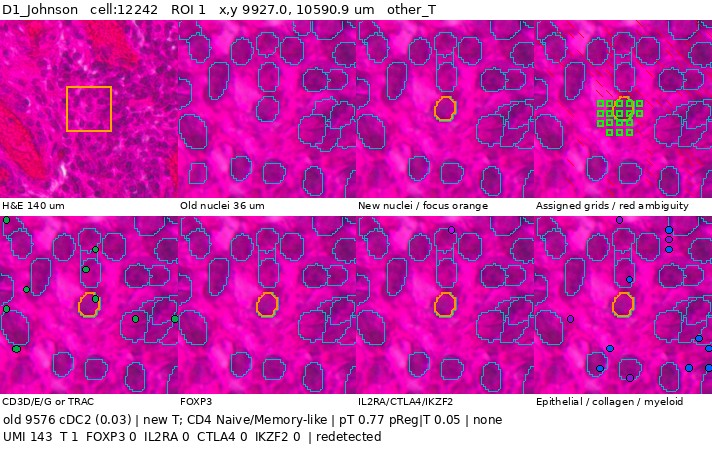 D1_Johnson cell:12242 ROI 1 x,y 9927.0, 10590.9 um other_T
H&E 140 um
Old nuclei 36 um
New nuclei / focus orange
Assigned grids / red ambiguity
CD3D/E/G or TRAC
FOXP3
IL2RA/CTLA4/IKZF2
Epithelial / collagen / myeloid
old 9576 cDC2 (0.03) | new T; CD4 Naive/Memory-like | pT 0.77 pReg|T 0.05 | none
UMI 143 T 1 FOXP3 0 IL2RA 0 CTLA4 0 IKZF2 0 | redetected